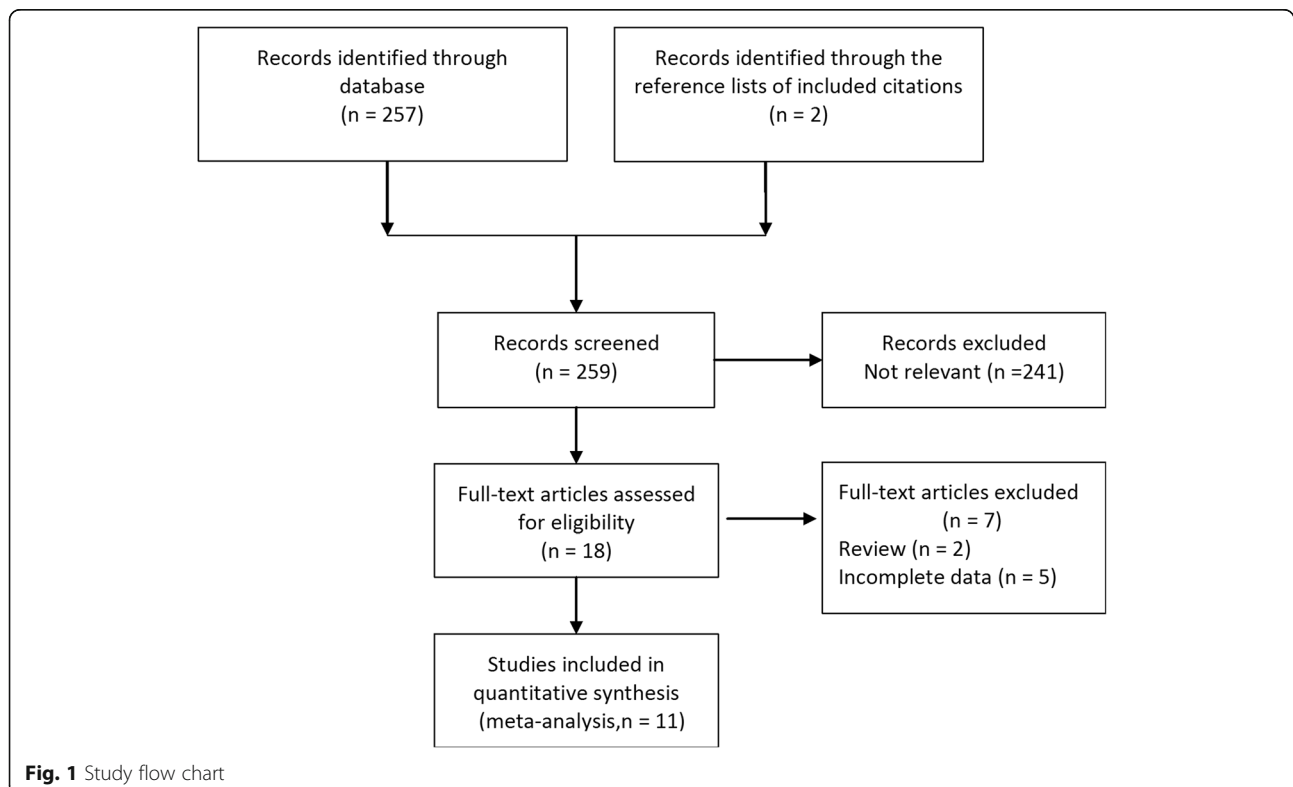 Records identified through
database
(n = 257)
Records identified through the
reference lists of included citations
(n = 2)
Records screened
(n = 259)
Records excluded
Not relevant (n =241)
Full-text articles assessed
for eligibility
(n = 18)
Full-text articles excluded
(n = 7)
Review (n = 2)
Incomplete data (n = 5)
Studies included in
quantitative synthesis
(meta-analysis,n = 11)
Fig. 1 Study flow chart